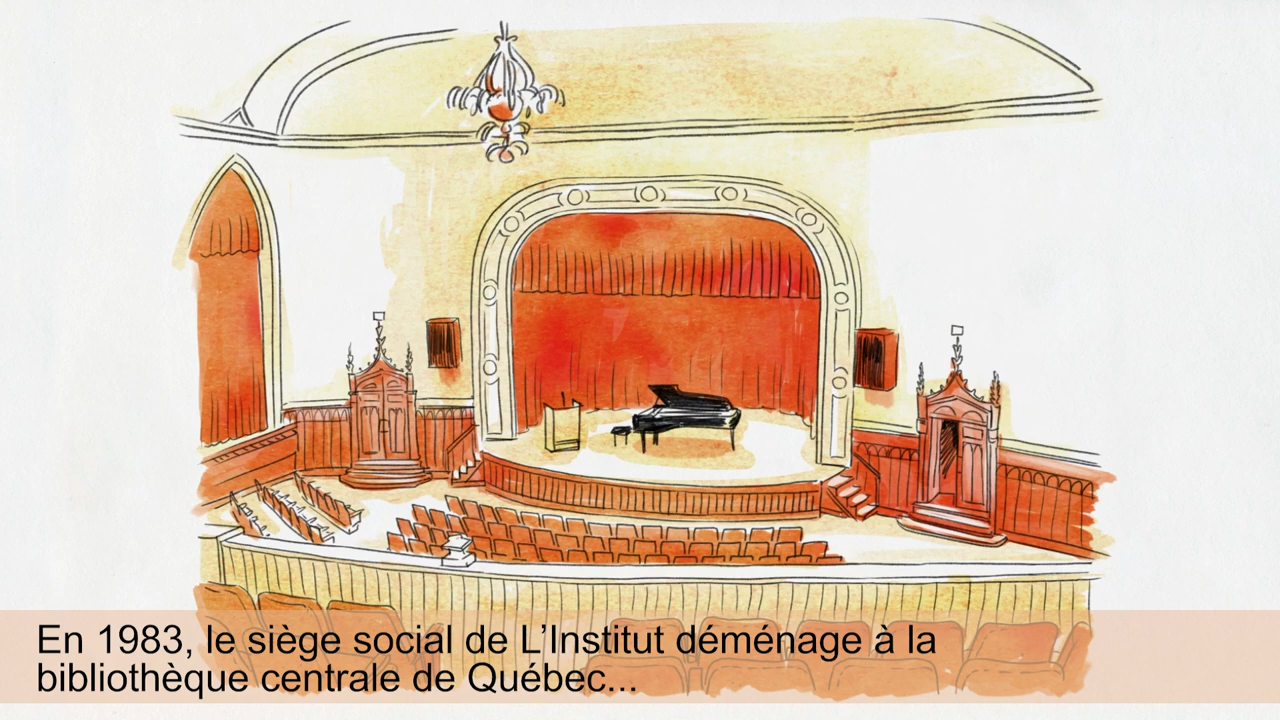 En 1983, le siège social de L’Institut déménage à la
bibliothèque centrale de Québec...